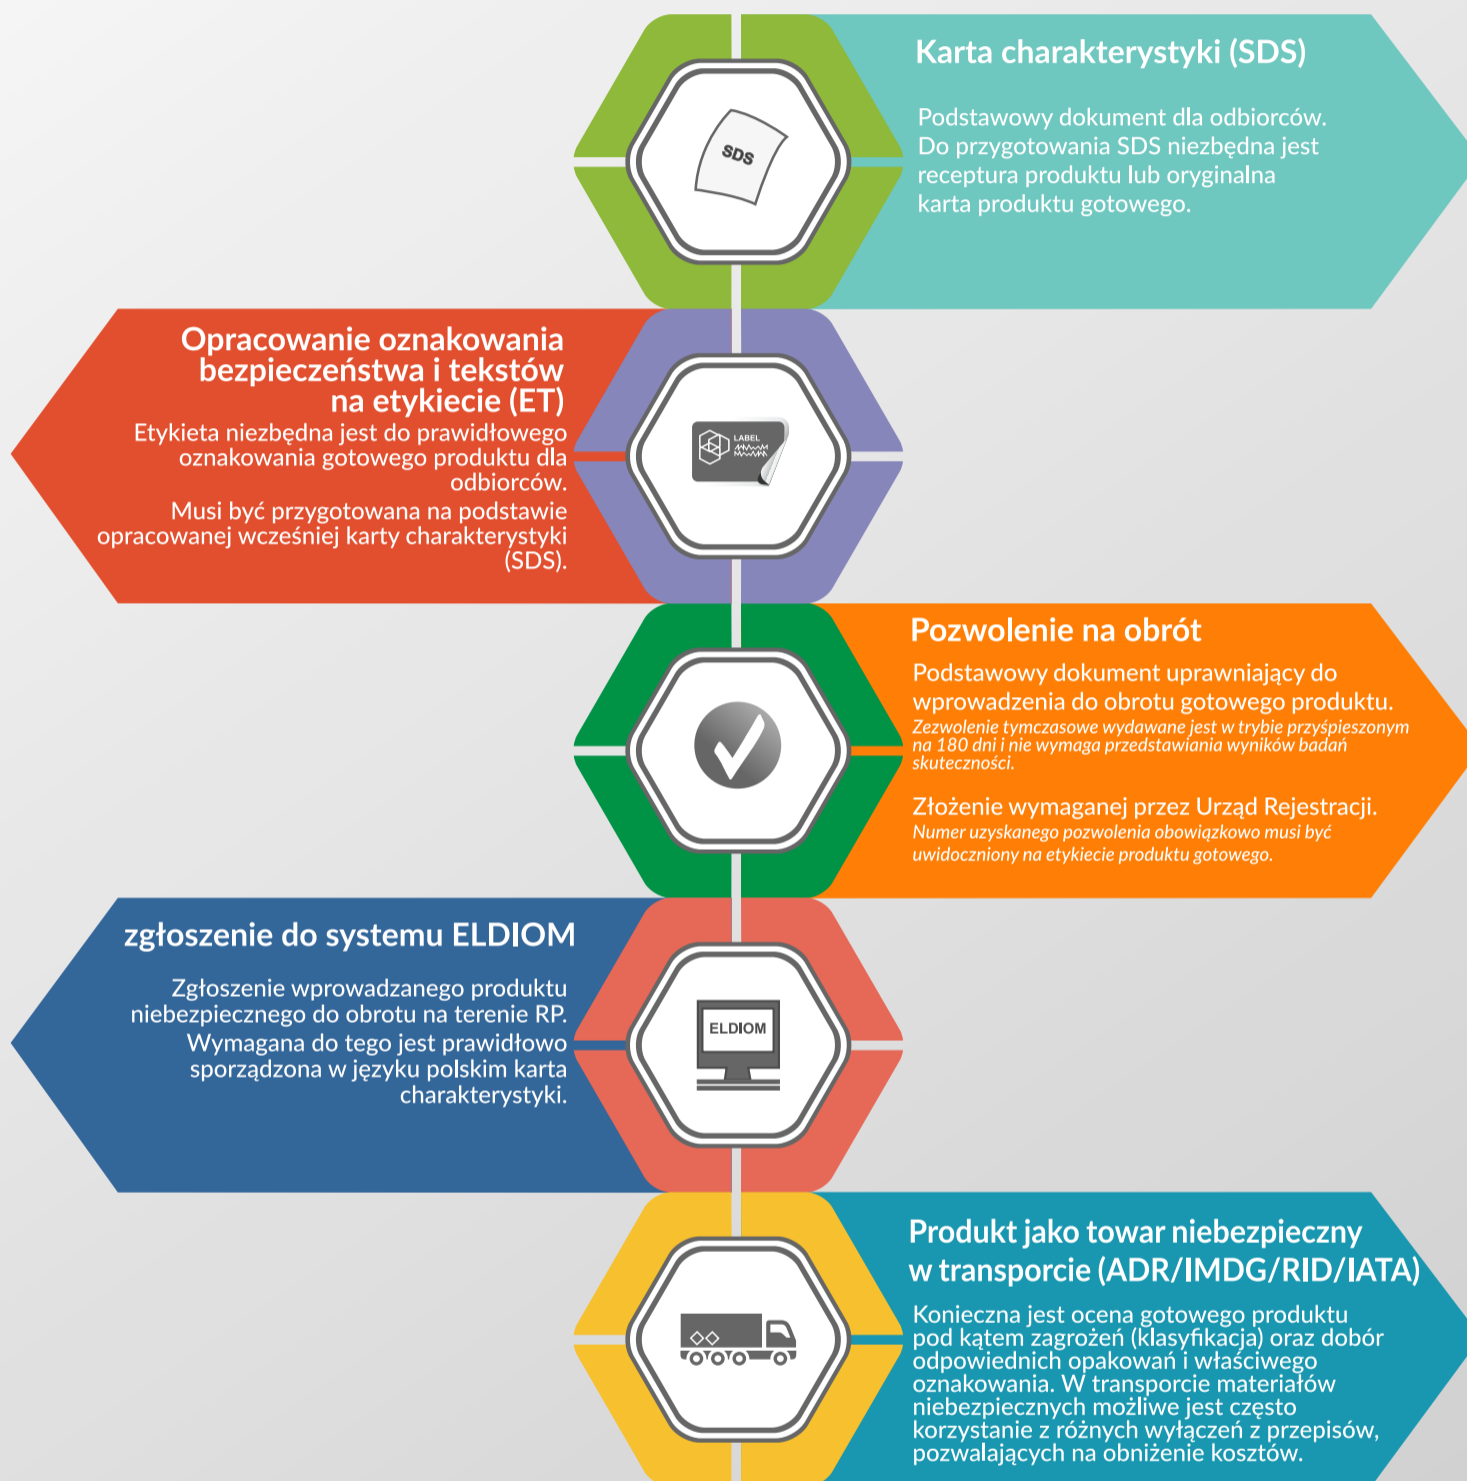 Karta charakterystyki (SDS)
Podstawowy dokument dla odbiorców.
Do przygotowania SDS niezbędna jest
receptura produktu lub oryginalna
karta produktu gotowego.
SDS
Opracowanie oznakowania
bezpieczeństwa i tekstów
na etykiecie (ET)
Etykieta niezbędna jest do prawidłowego
oznakowania gotowego produktu dla
odbiorców.
Musi być przygotowana na podstawie
opracowanej wcześniej karty charakterystyki
(SDS).
LABEL
Pozwolenie na obrót
Podstawowy dokument uprawniający do
wprowadzenia do obrotu gotowego produktu.
Zezwolenie tymczasowe wydawane jest w trybie przyśpieszonym
na 180 dni i nie wymaga przedstawiania wyników badań
skuteczności.
Złożenie wymaganej przez Urząd Rejestracji.
Numer uzyskanego pozwolenia obowiązkowo musi być
uwidoczniony na etykiecie produktu gotowego.
zgłoszenie do systemu ELDIOM
Zgłoszenie wprowadzanego produktu
niebezpiecznego do obrotu na terenie RP.
Wymagana do tego jest prawidłowo
sporządzona w języku polskim karta
charakterystyki.
ELDIOM
Produkt jako towar niebezpieczny
w transporcie (ADR/IMDG/RID/IATA)
Konieczna jest ocena gotowego produktu
pod kątem zagrożeń (klasyfikacja) oraz dobór
odpowiednich opakowań i właściwego
oznakowania. W transporcie materiałów
niebezpiecznych możliwe jest często
korzystanie z różnych wyłączeń z przepisów,
pozwalających na obniżenie kosztów.